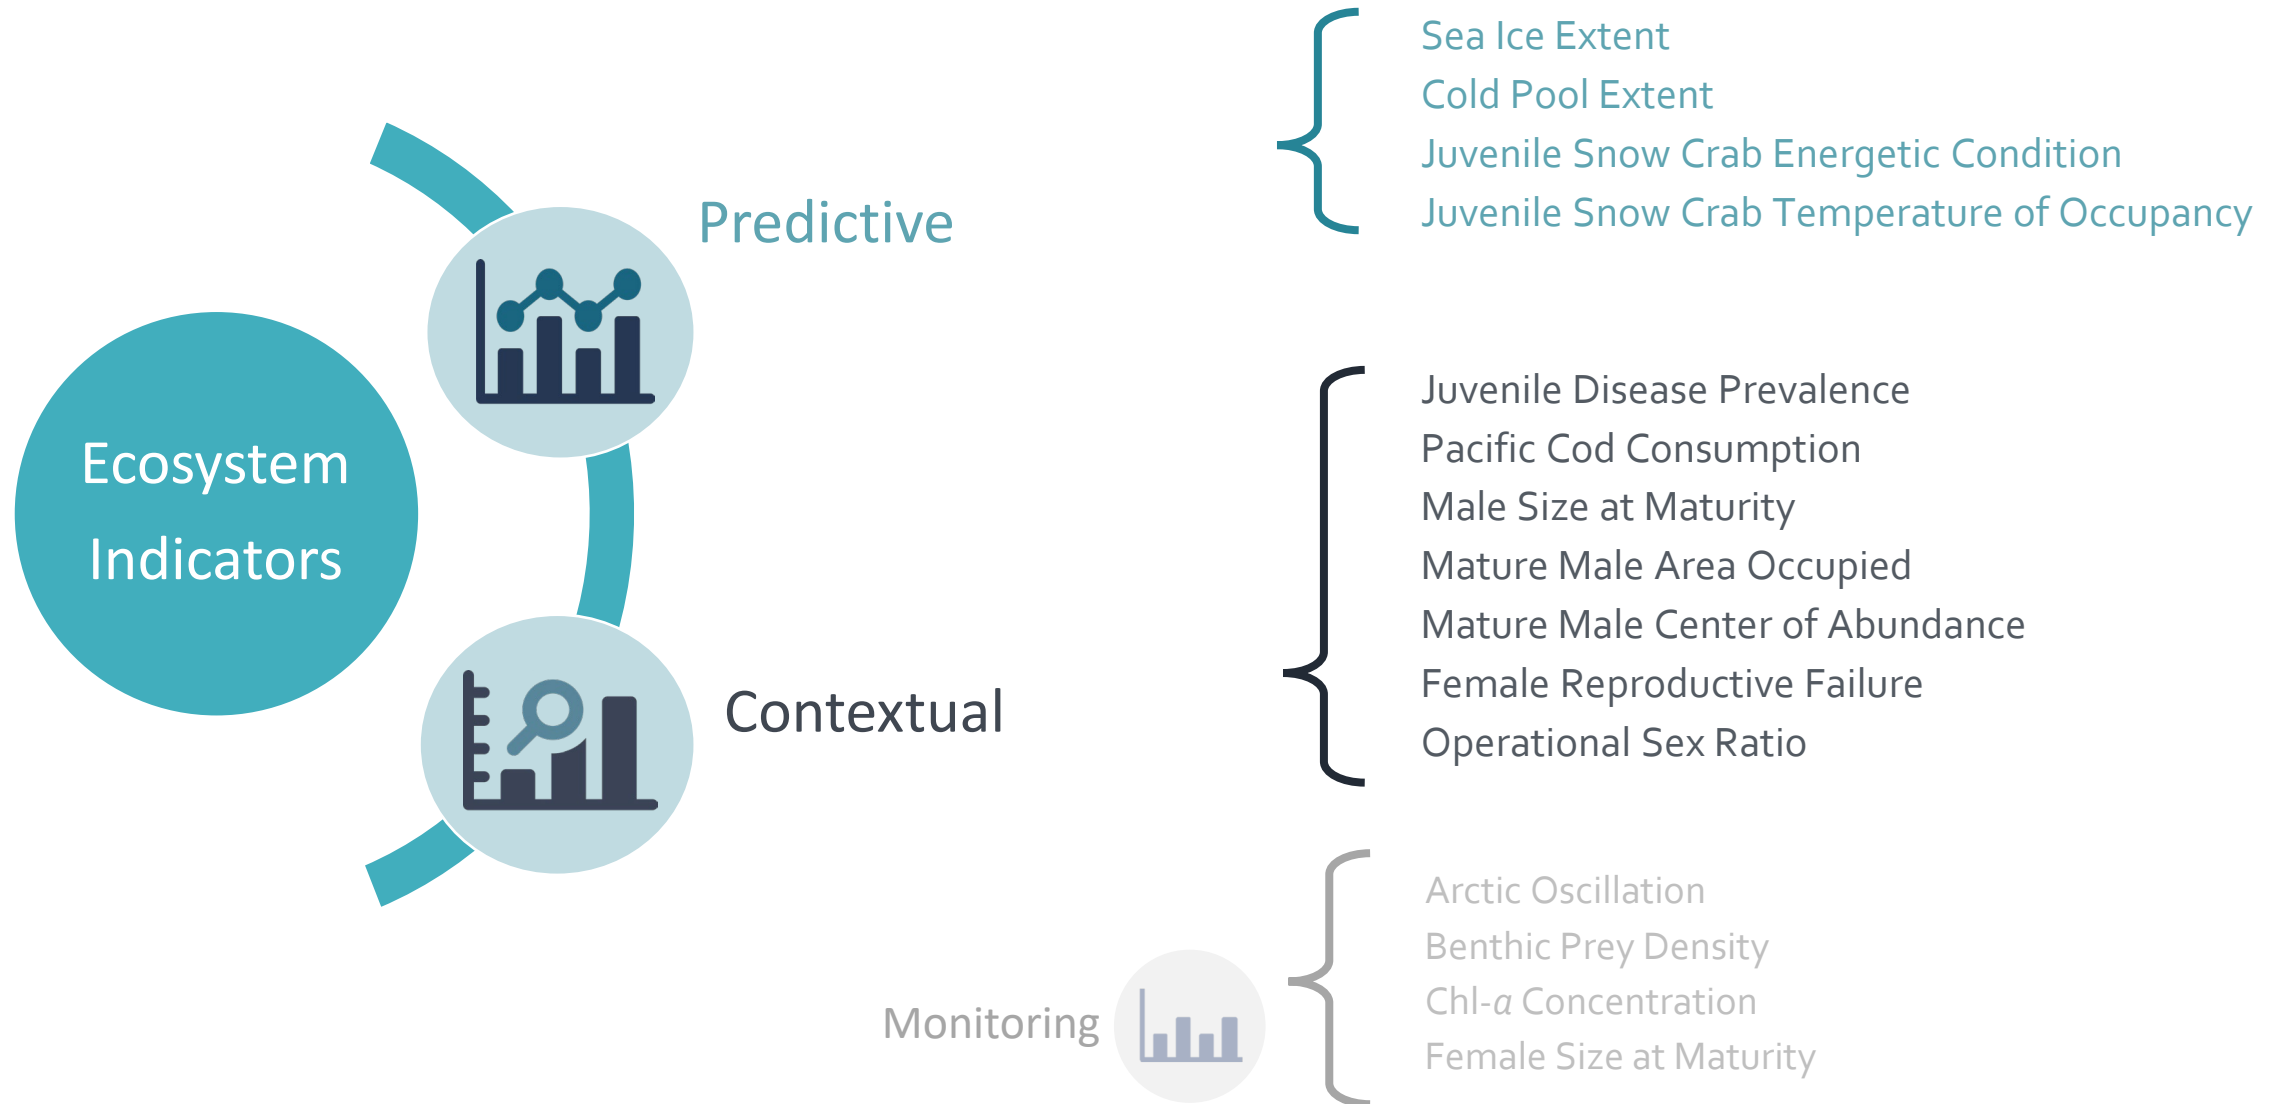 Ecosystem
Indicators
Predictive
Sea Ice Extent
Cold Pool Extent
Juvenile Snow Crab Energetic Condition
Juvenile Snow Crab Temperature of Occupancy
Contextual
Juvenile Disease Prevalence
Pacific Cod Consumption
Male Size at Maturity
Mature Male Area Occupied
Mature Male Center of Abundance
Female Reproductive Failure
Operational Sex Ratio
Monitoring
Arctic Oscillation
Benthic Prey Density
Chl-a Concentration
Female Size at Maturity